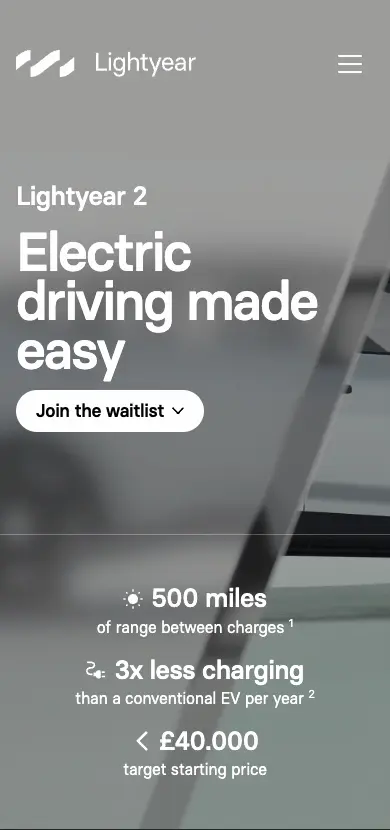 Lightyear
Lightyear 2
Electric
driving made
easy
Join the waitlist
500 miles
of range between charges ¹
3x less charging
than a conventional EV per year ²
< £40.000
target starting price